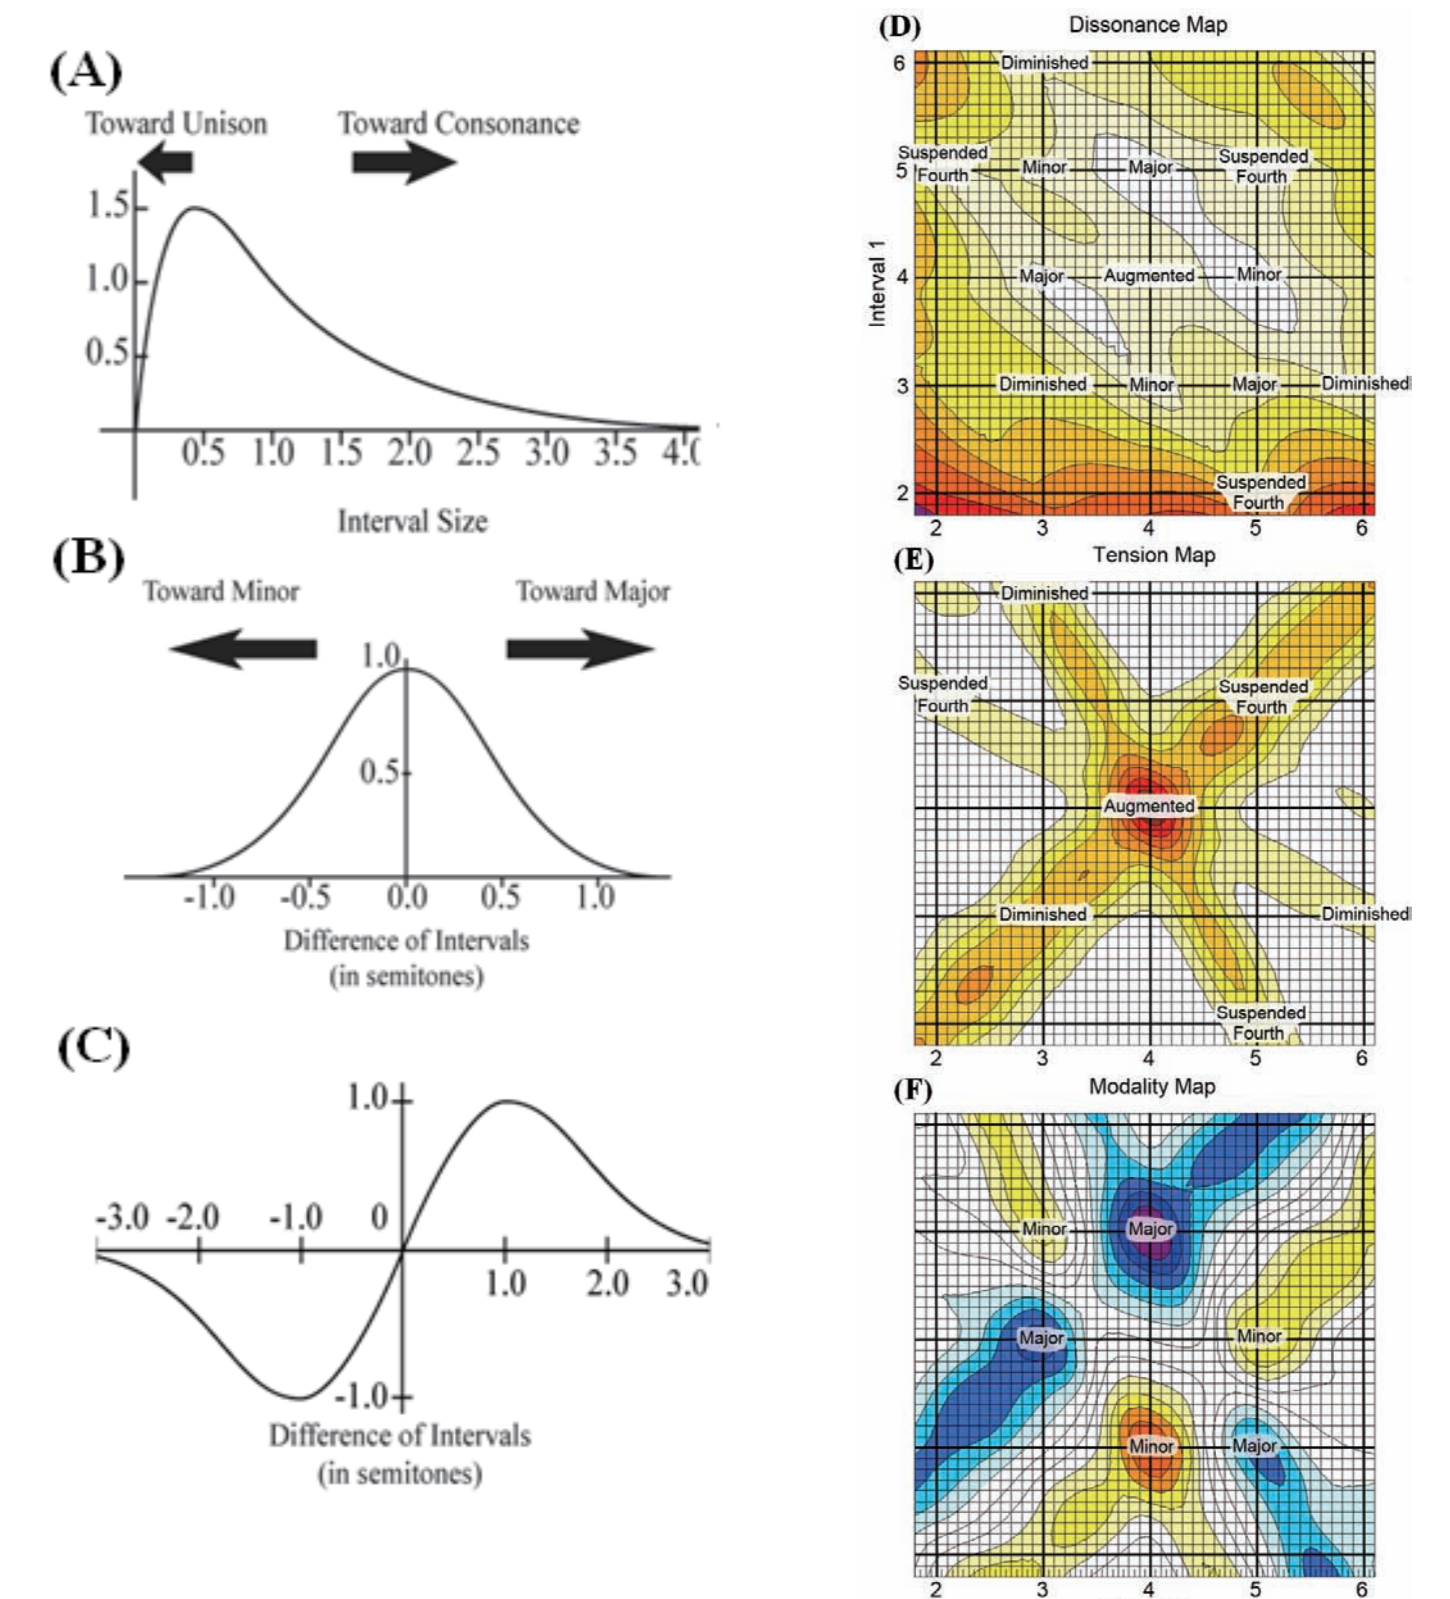 (A)
Toward Unison
Toward Consonance
1.5
1.0
0.5
0.5 1.0 1.5 2.0 2.5 3.0 3.5 4.0
Interval Size
(B)
Toward Minor
Toward Major
1.0
0.5
-1.0 -0.5 0.0 0.5 1.0
Difference of Intervals
(in semitones)
(C)
1.0
-3.0 -2.0 -1.0 0
1.0 2.0 3.0
-1.0
Difference of Intervals
(in semitones)
(D)
Dissonance Map
6
Diminished
Suspended
Fourth
5
Minor
Major
Suspended
Fourth
Interval 1
4
Major
Augmented
Minor
3
Diminished
Minor
Major
Diminished
2
Suspended
Fourth
2 3 4 5 6
(E)
Tension Map
Diminished
Suspended
Fourth
Suspended
Fourth
Augmented
Diminished
Diminished
Suspended
Fourth
2 3 4 5 6
(F)
Modality Map
Minor
Major
Major
Minor
Minor
Major
2 3 4 5 6